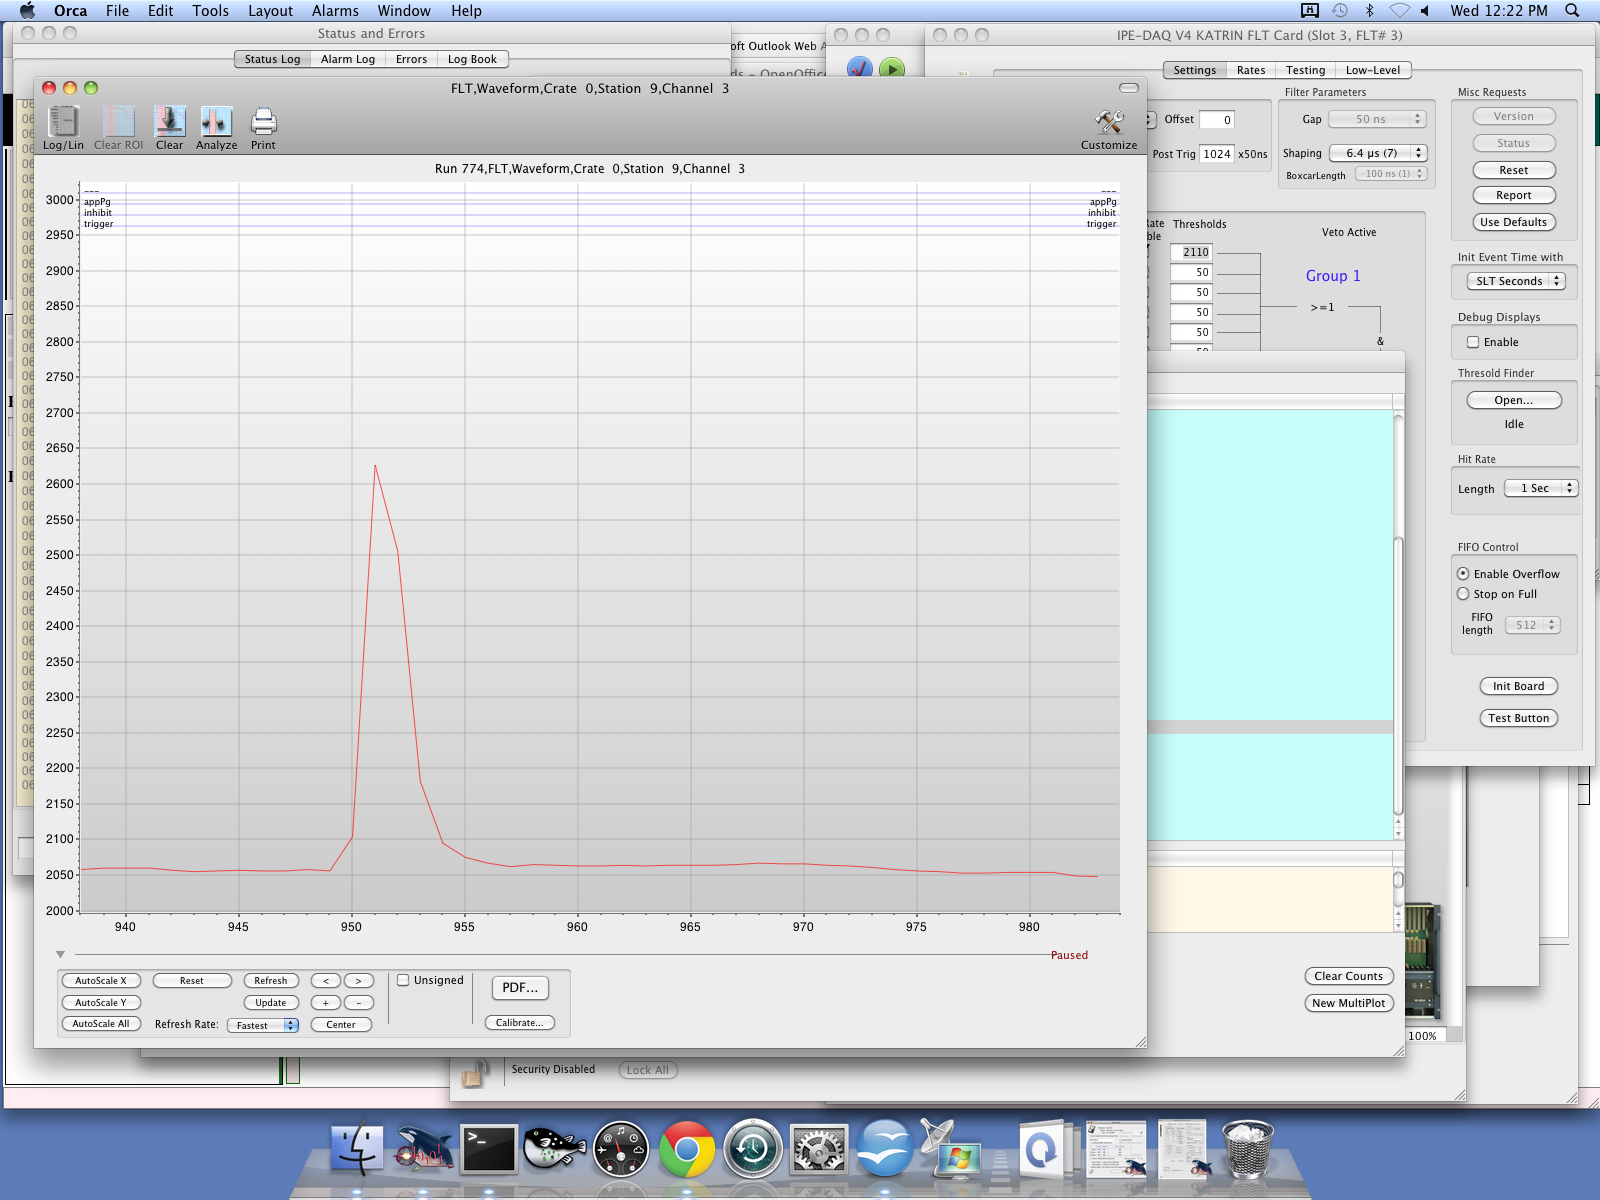 Orca File Edit Tools Layout Alarms Window Help Wed 12:22 PM
Status and Errors
Status Log Alarm Log Errors Log Book
oft Outlook Web A
ds - OpenOffic
IPE-DAQ V4 KATRIN FLT Card (Slot 3, FLT# 3)
Settings Rates Testing Low-Level
FLT,Waveform,Crate 0,Station 9,Channel 3
Log/Lin Clear ROI Clear Analyze Print Customize
Run 774,FLT,Waveform,Crate 0,Station 9,Channel 3
appPg
inhibit
trigger
appPg
inhibit
trigger
3000
2950
2900
2850
2800
2750
2700
2650
2600
2550
2500
2450
2400
2350
2300
2250
2200
2150
2100
2050
2000
940 945 950 955 960 965 970 975 980
Paused
AutoScale X Reset Refresh < > Unsigned PDF...
AutoScale Y Update + -
AutoScale All Refresh Rate: Fastest Center Calibrate...
Offset 0
Post Trig 1024 x50ns
Filter Parameters
Gap 50 ns
Shaping 6.4 µs (7)
BoxcarLength 100 ns (1)
ate
ble
Thresholds
2110
50
50
50
50
50
Veto Active
Group 1
>=1
&
Misc Requests
Version
Status
Reset
Report
Use Defaults
Init Event Time with
SLT Seconds
Debug Displays
Enable
Thresold Finder
Open...
Idle
Hit Rate
Length 1 Sec
FIFO Control
Enable Overflow
Stop on Full
FIFO
length 512
Init Board
Test Button
Clear Counts
New MultiPlot
100%
Security Disabled Lock All